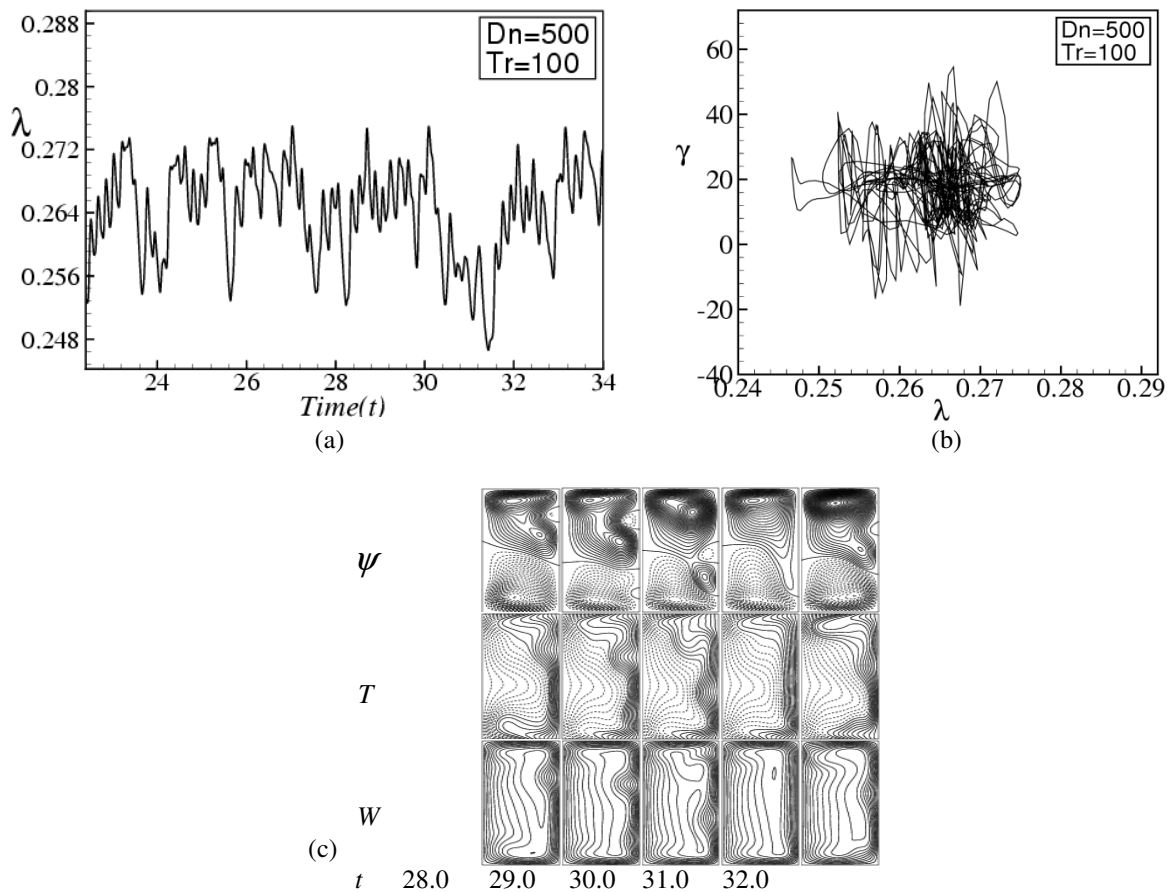 0.288
0.28
λ
0.272
0.264
0.256
0.248
Dn=500
Tr=100
24 26 28 30 32 34
Time(t)
(a)
60
40
γ
20
0
-20
-40
Dn=500
Tr=100
0.24 0.25 0.26 0.27 0.28 0.29
λ
(b)
ψ
T
W
(c)
t 28.0 29.0 30.0 31.0 32.0